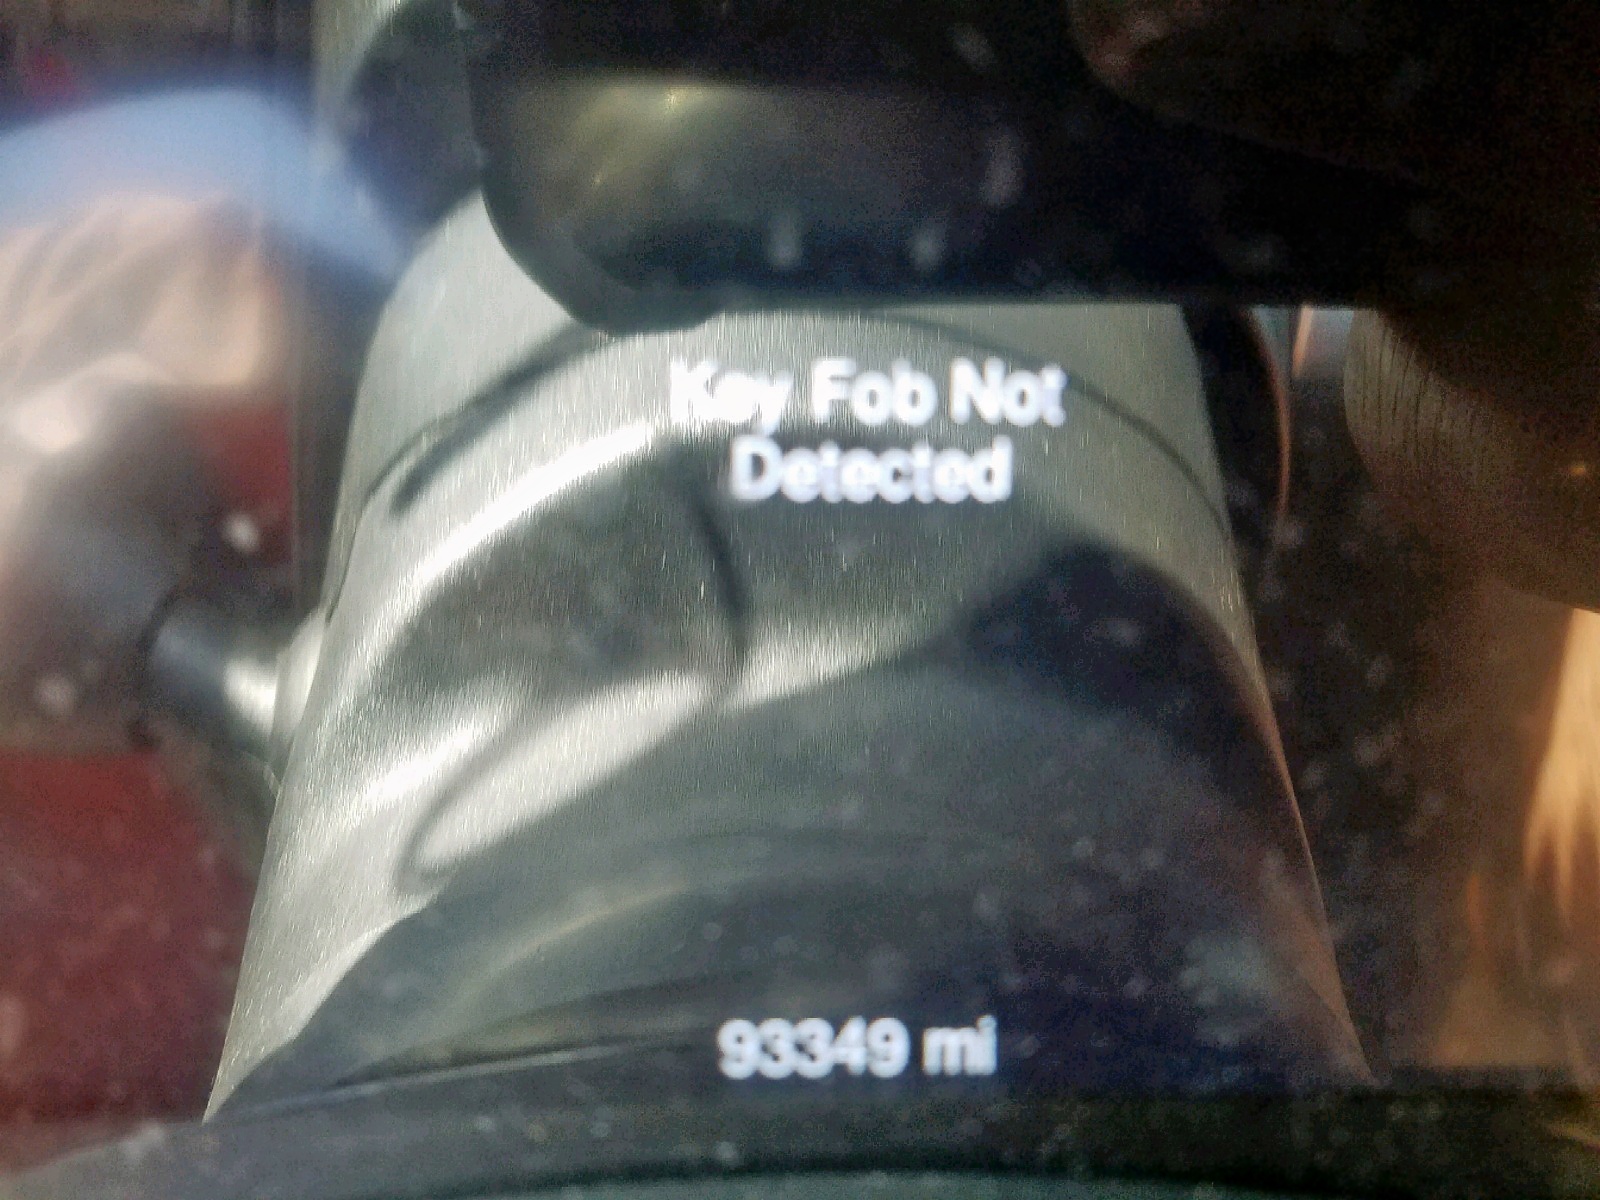 Key Fob Not
Detected
93349 mi